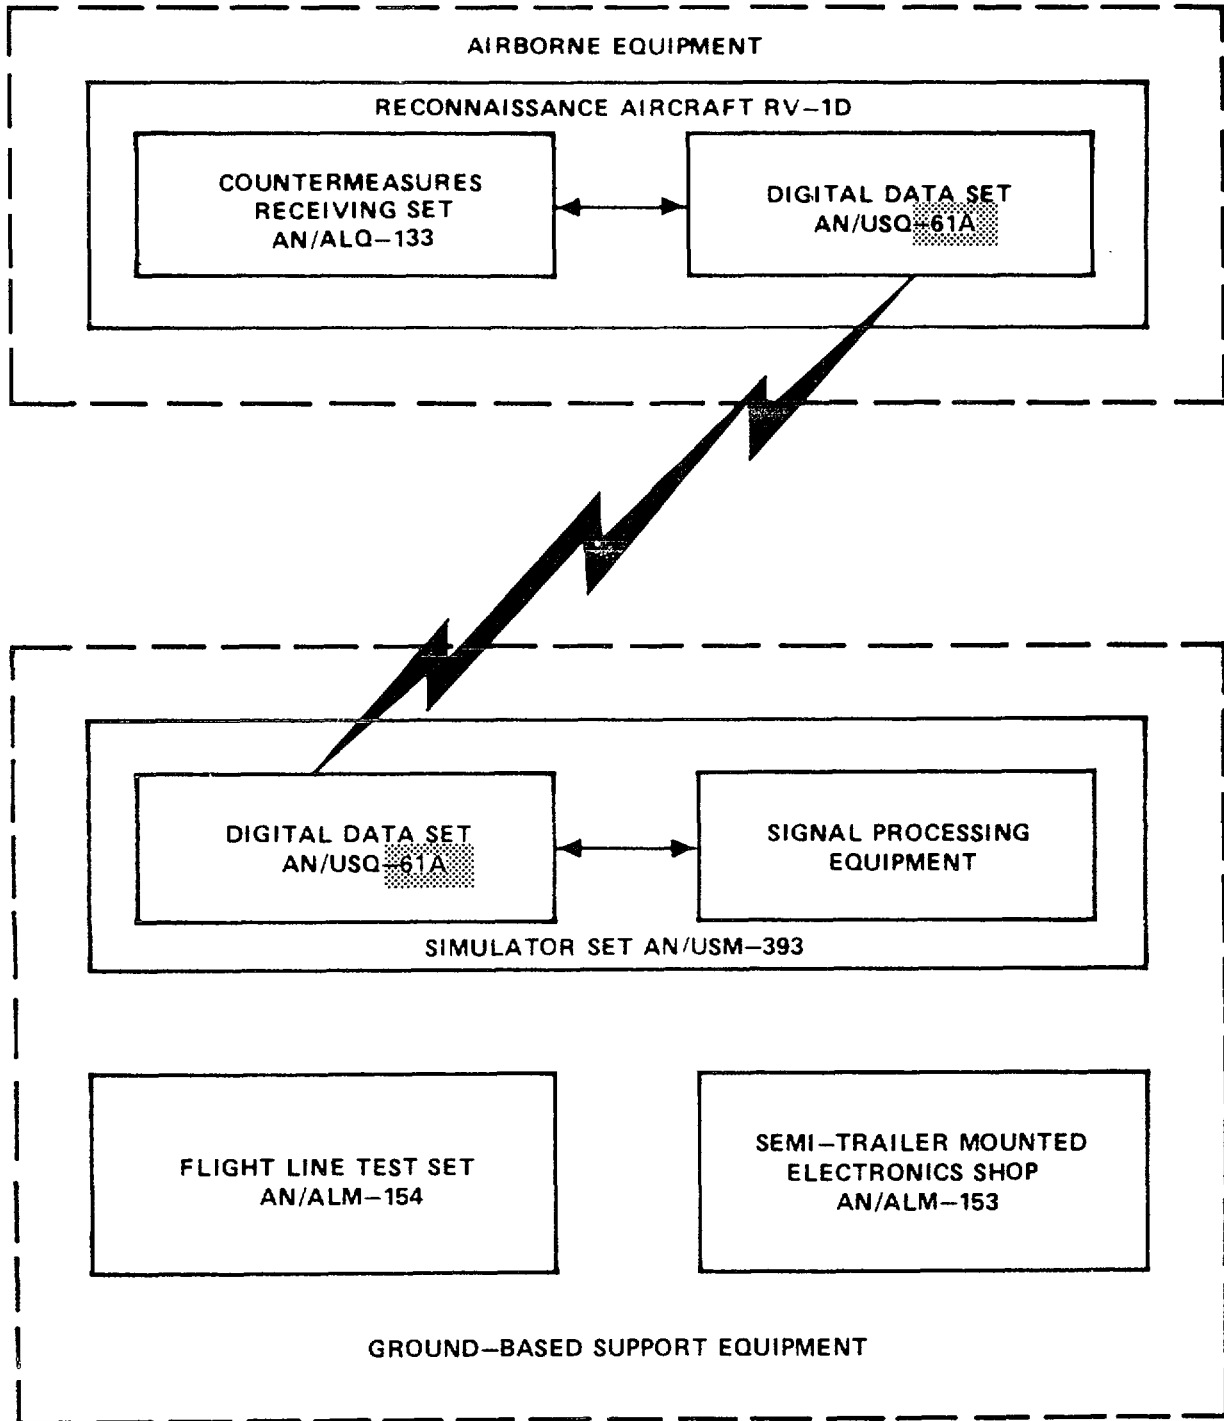 AIRBORNE EQUIPMENT
RECONNAISSANCE AIRCRAFT RV–1D
COUNTERMEASURES
RECEIVING SET
AN/ALQ–133
DIGITAL DATA SET
AN/USQ–61A
DIGITAL DATA SET
AN/USQ–61A
SIGNAL PROCESSING
EQUIPMENT
SIMULATOR SET AN/USM–393
FLIGHT LINE TEST SET
AN/ALM–154
SEMI–TRAILER MOUNTED
ELECTRONICS SHOP
AN/ALM–153
GROUND–BASED SUPPORT EQUIPMENT